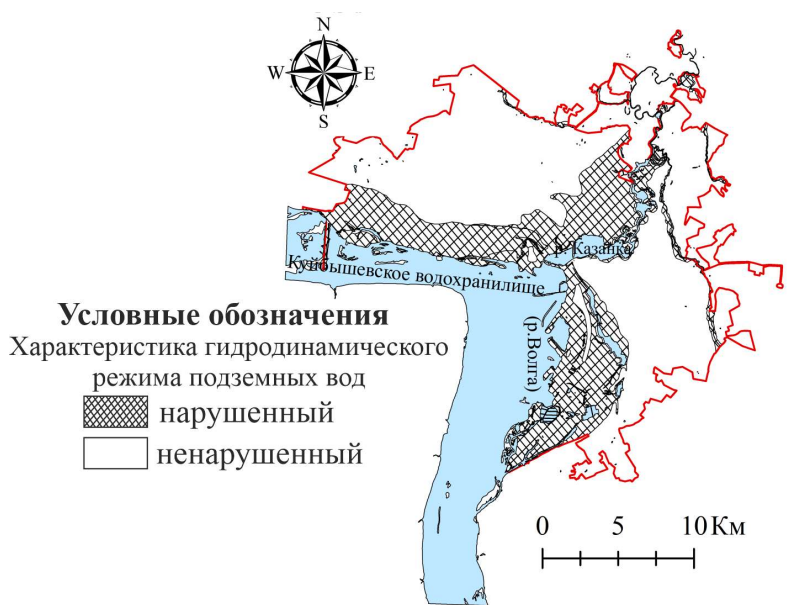 N
W E
S
р. Казанка
Куйбышевское водохранилище
(р.Волга)
Условные обозначения
Характеристика гидродинамического
режима подземных вод
нарушенный
ненарушенный
0 5 10 Км